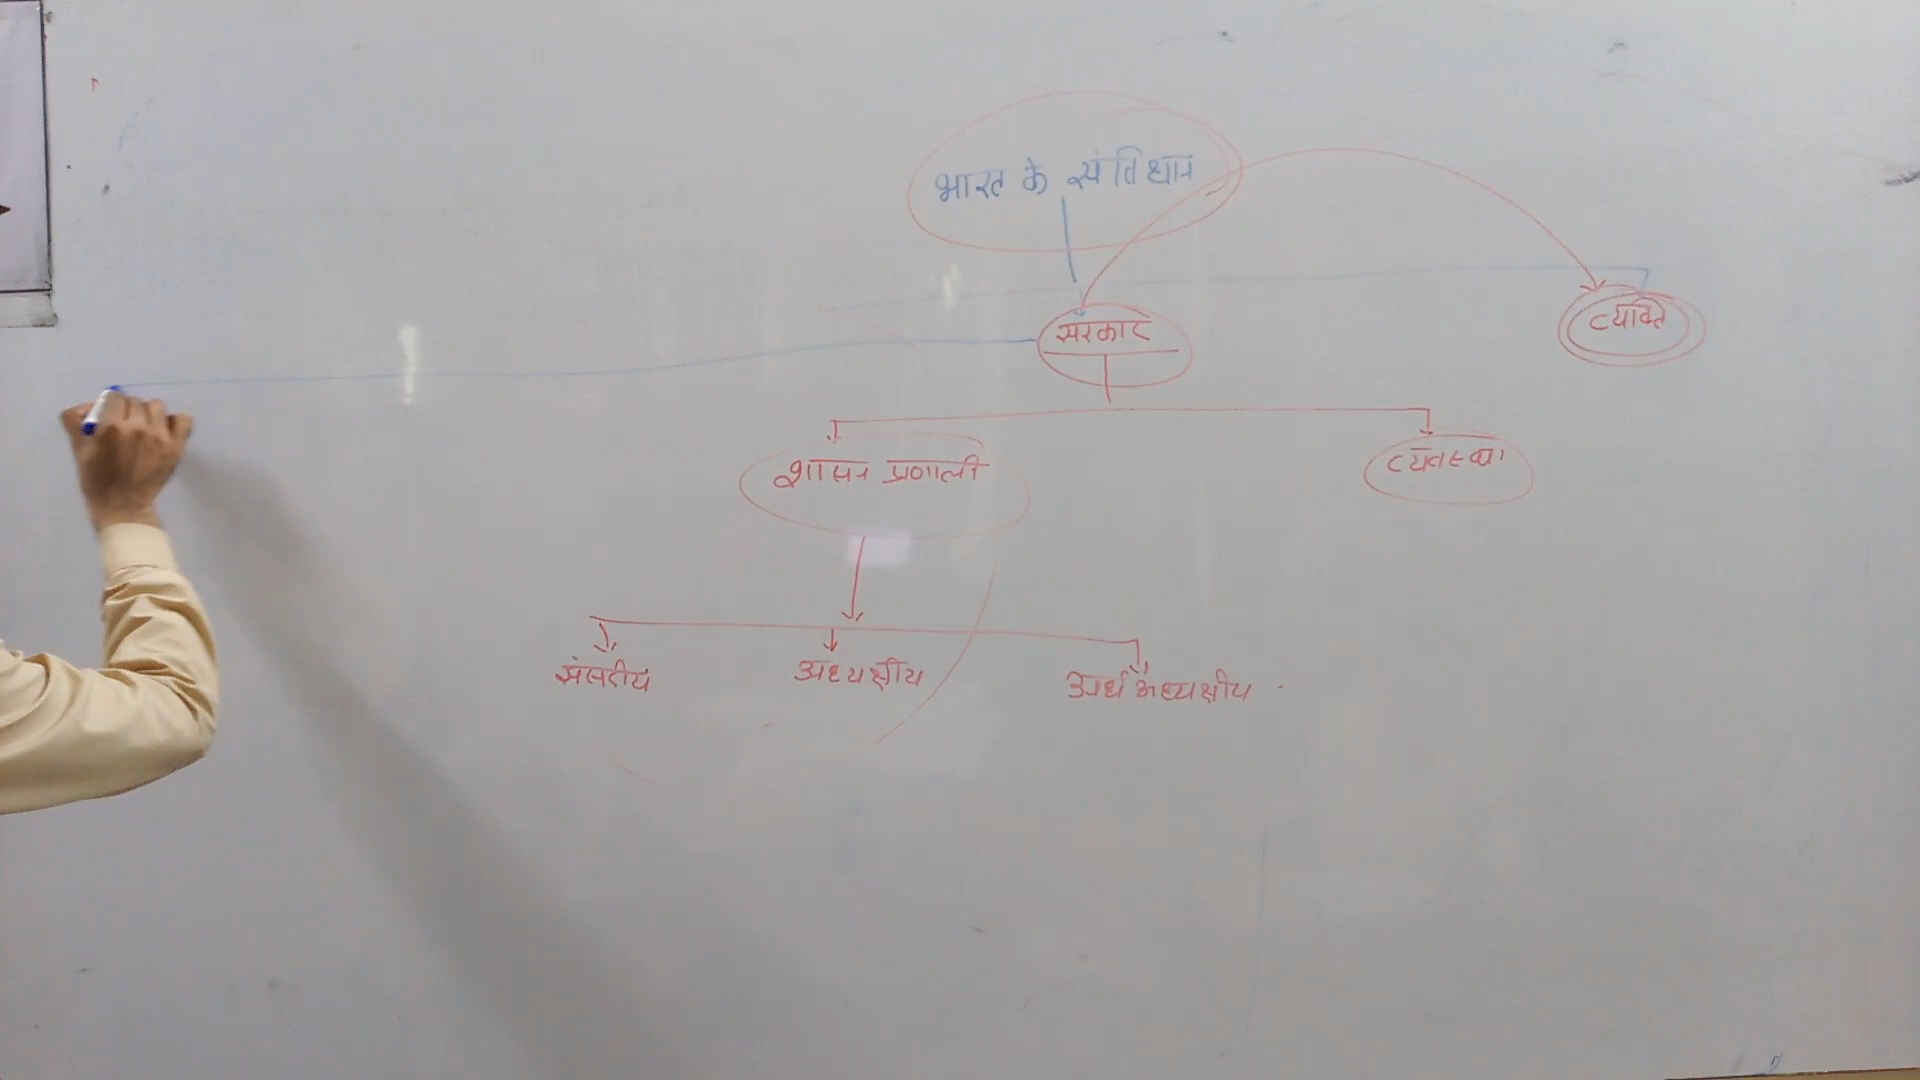 भारत के संविधान
सरकार
व्यक्ति
शासन प्रणाली
व्यवस्था
संसदीय
अध्यक्षीय
अर्ध अध्यक्षीय